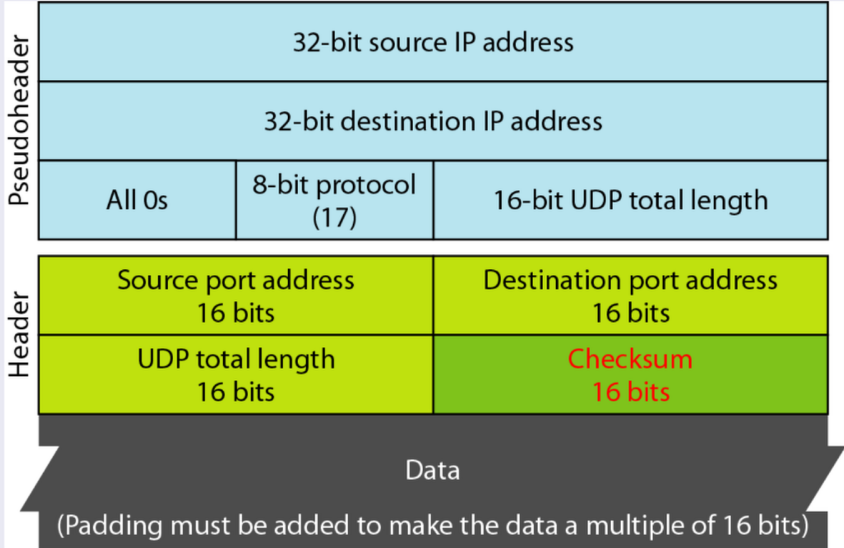 Pseudoheader
32-bit source IP address
32-bit destination IP address
All 0s
8-bit protocol
(17)
16-bit UDP total length
Header
Source port address
16 bits
Destination port address
16 bits
UDP total length
16 bits
Checksum
16 bits
Data
(Padding must be added to make the data a multiple of 16 bits)